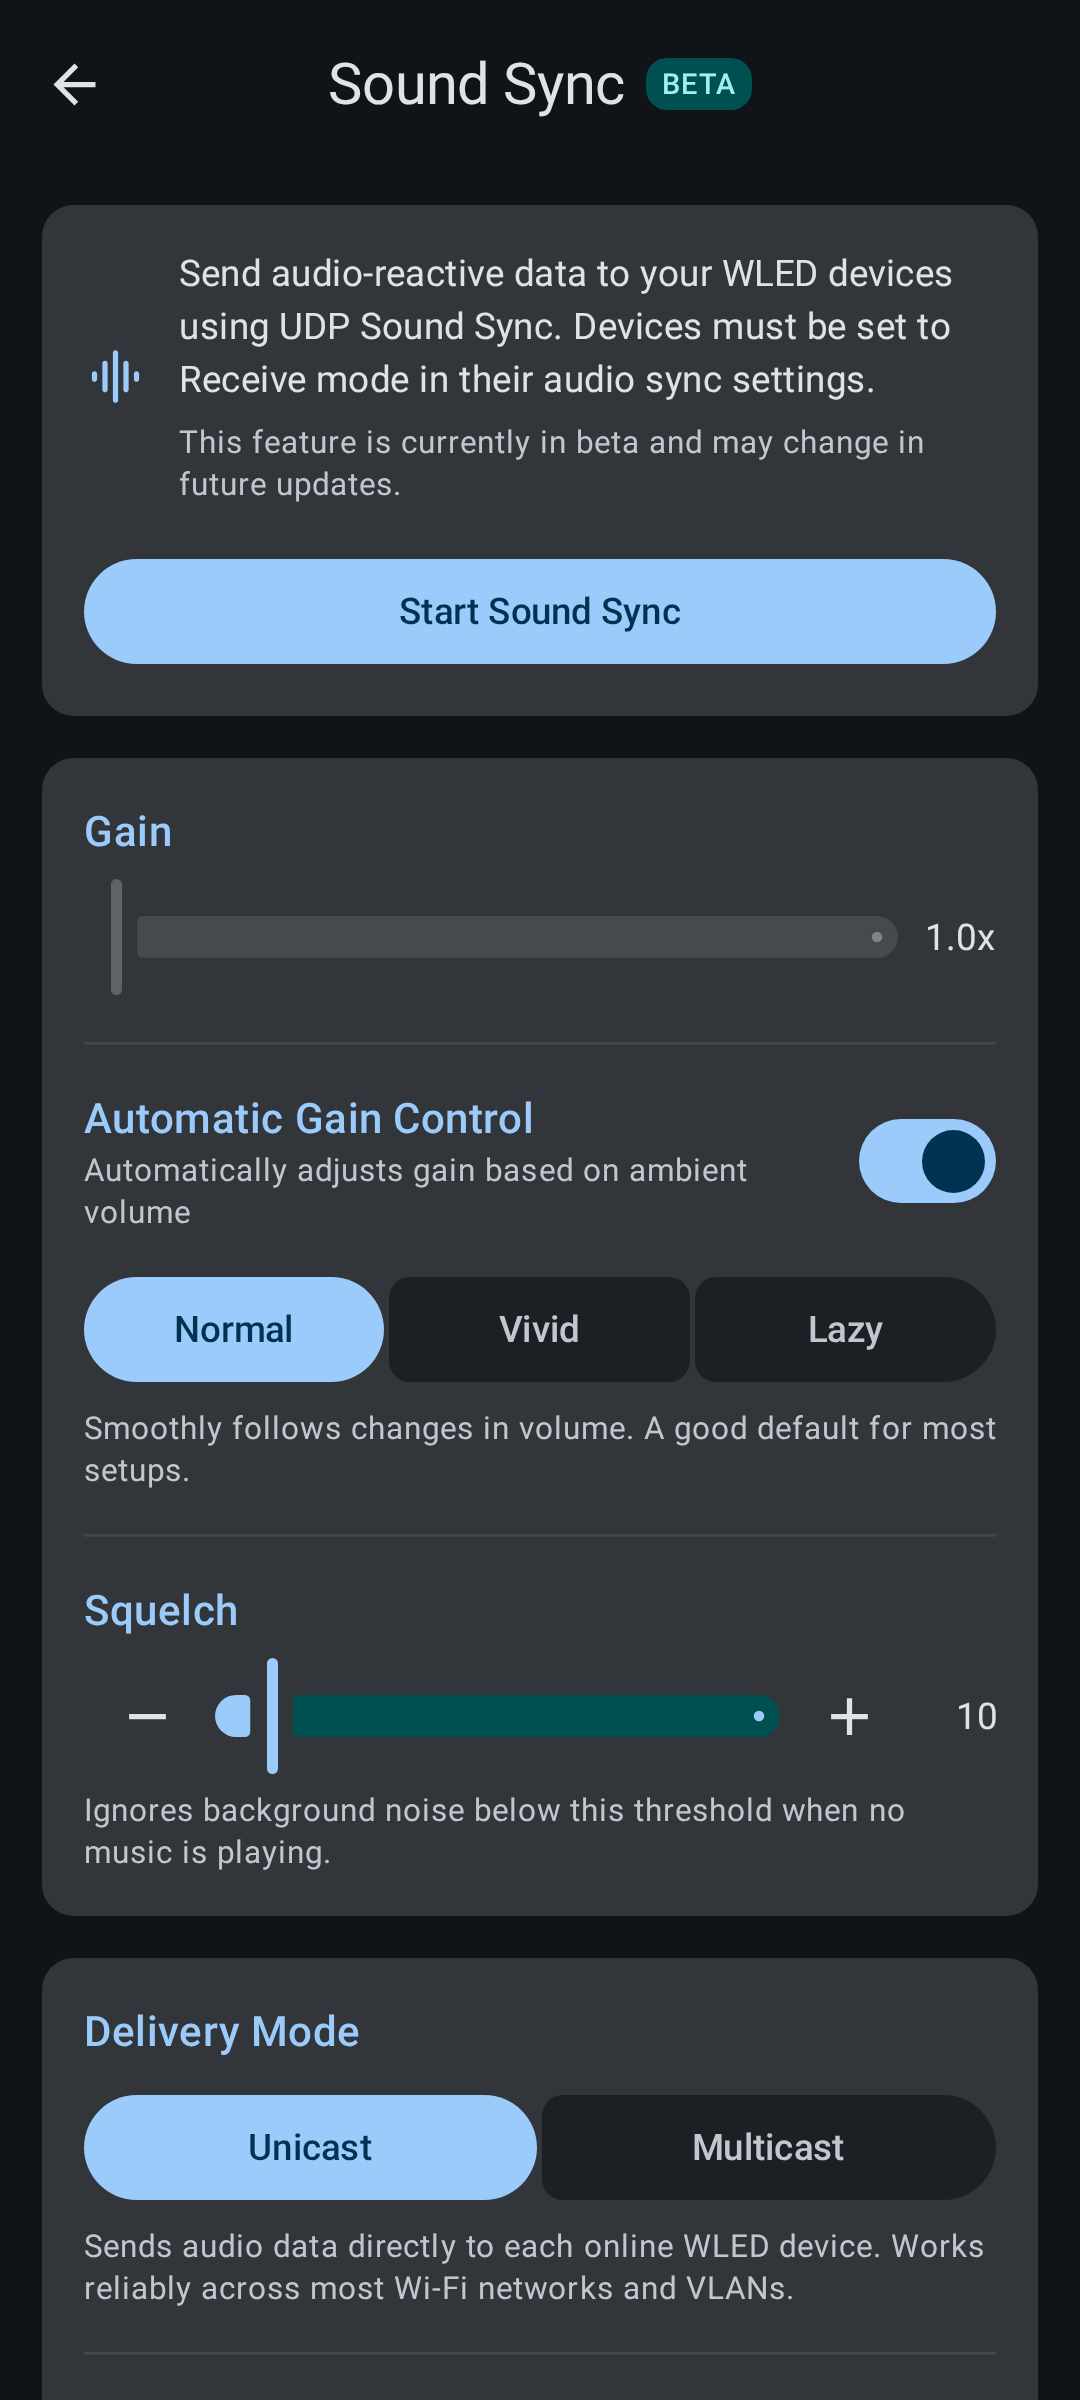 Sound Sync BETA
Send audio-reactive data to your WLED devices
using UDP Sound Sync. Devices must be set to
Receive mode in their audio sync settings.
This feature is currently in beta and may change in
future updates.
Start Sound Sync
Gain
1.0x
Automatic Gain Control
Automatically adjusts gain based on ambient
volume
Normal Vivid Lazy
Smoothly follows changes in volume. A good default for most
setups.
Squelch
10
Ignores background noise below this threshold when no
music is playing.
Delivery Mode
Unicast Multicast
Sends audio data directly to each online WLED device. Works
reliably across most Wi-Fi networks and VLANs.